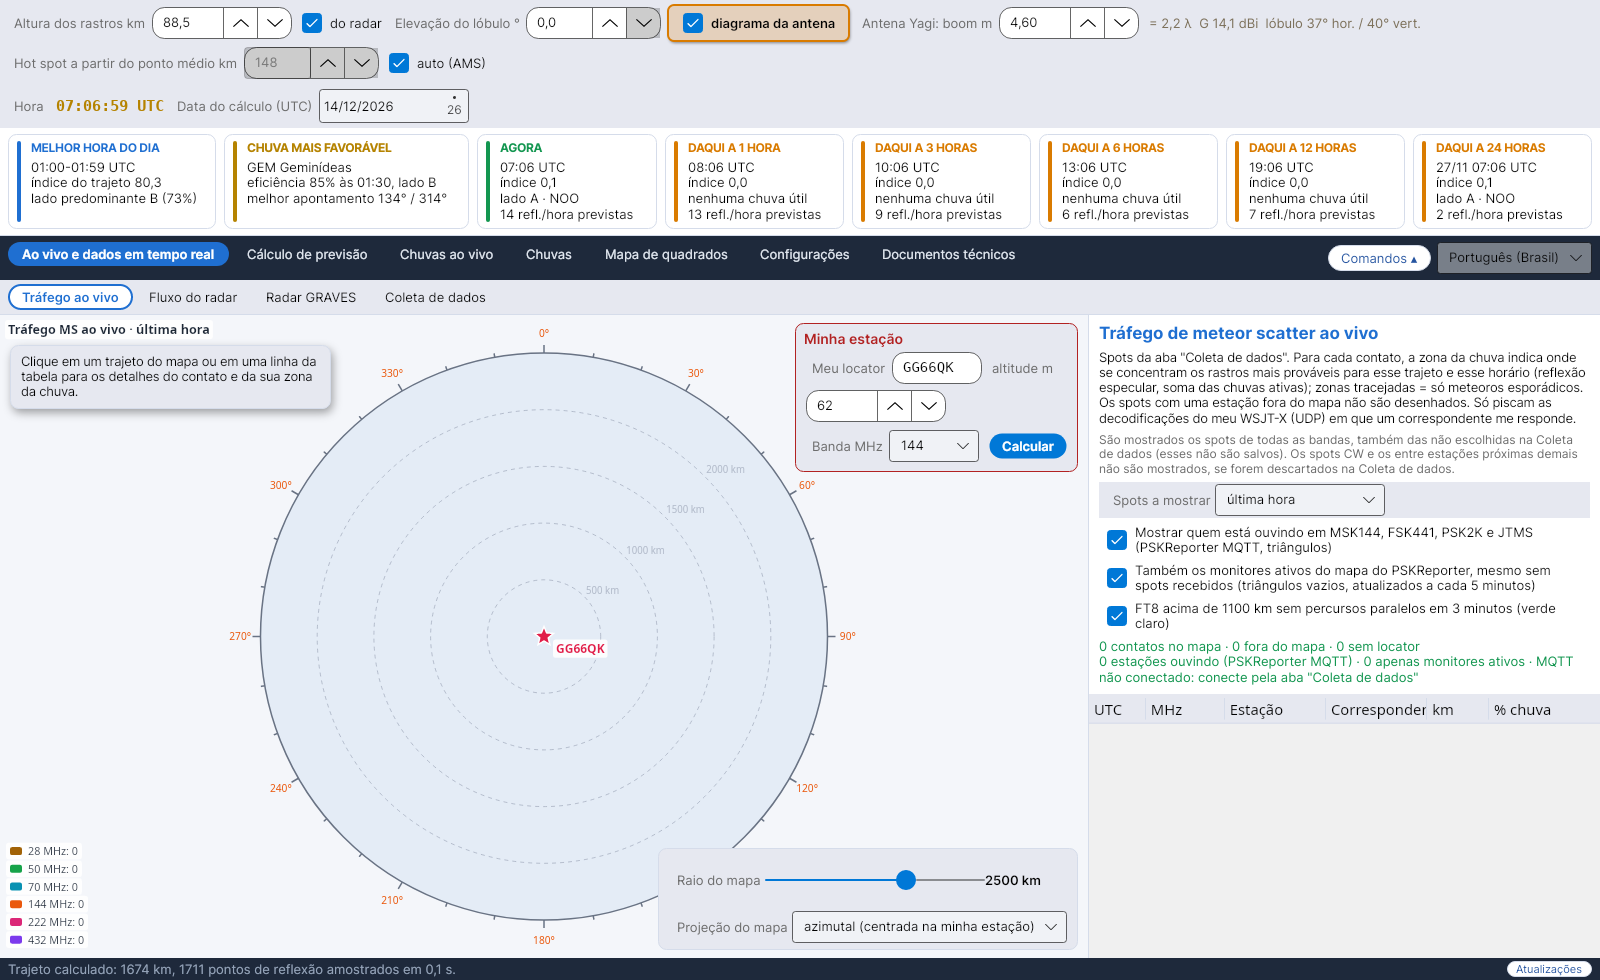 Altura dos rastros km 88,5 do radar Elevação do lóbulo ° 0,0 diagrama da antena Antena Yagi: boom m 4,60 = 2,2 λ G 14,1 dBi lóbulo 37° hor. / 40° vert.
Hot spot a partir do ponto médio km 148 auto (AMS)
Hora 07:06:59 UTC Data do cálculo (UTC) 14/12/2026 26
MELHOR HORA DO DIA
01:00-01:59 UTC
índice do trajeto 80,3
lado predominante B (73%)
CHUVA MAIS FAVORÁVEL
GEM Geminídeas
eficiência 85% às 01:30, lado B
melhor apontamento 134° / 314°
AGORA
07:06 UTC
índice 0,1
lado A · NOO
14 refl./hora previstas
DAQUI A 1 HORA
08:06 UTC
índice 0,0
nenhuma chuva útil
13 refl./hora previstas
DAQUI A 3 HORAS
10:06 UTC
índice 0,0
nenhuma chuva útil
9 refl./hora previstas
DAQUI A 6 HORAS
13:06 UTC
índice 0,0
nenhuma chuva útil
6 refl./hora previstas
DAQUI A 12 HORAS
19:06 UTC
índice 0,0
nenhuma chuva útil
7 refl./hora previstas
DAQUI A 24 HORAS
27/11 07:06 UTC
índice 0,1
lado A · NOO
2 refl./hora previstas
Ao vivo e dados em tempo real Cálculo de previsão Chuvas ao vivo Chuvas Mapa de quadrados Configurações Documentos técnicos Comandos ▴ Português (Brasil)
Tráfego ao vivo Fluxo do radar Radar GRAVES Coleta de dados
Tráfego MS ao vivo · última hora
Clique em um trajeto do mapa ou em uma linha da
tabela para os detalhes do contato e da sua zona
da chuva.
0°
30°
60°
90°
120°
180°
210°
240°
270°
300°
330°
2000 km
1500 km
1000 km
500 km
GG66QK
Minha estação
Meu locator GG66QK altitude m
62
Banda MHz 144 Calcular
28 MHz: 0
50 MHz: 0
70 MHz: 0
144 MHz: 0
222 MHz: 0
432 MHz: 0
Raio do mapa 2500 km
Projeção do mapa azimutal (centrada na minha estação)
Tráfego de meteor scatter ao vivo
Spots da aba "Coleta de dados". Para cada contato, a zona da chuva indica onde
se concentram os rastros mais prováveis para esse trajeto e esse horário (reflexão
especular, soma das chuvas ativas); zonas tracejadas = só meteoros esporádicos.
Os spots com uma estação fora do mapa não são desenhados. Só piscam as
decodificações do meu WSJT-X (UDP) em que um correspondente me responde.
São mostrados os spots de todas as bandas, também das não escolhidas na Coleta
de dados (esses não são salvos). Os spots CW e os entre estações próximas demais
não são mostrados, se forem descartados na Coleta de dados.
Spots a mostrar última hora
Mostrar quem está ouvindo em MSK144, FSK441, PSK2K e JTMS
(PSKReporter MQTT, triângulos)
Também os monitores ativos do mapa do PSKReporter, mesmo sem
spots recebidos (triângulos vazios, atualizados a cada 5 minutos)
FT8 acima de 1100 km sem percursos paralelos em 3 minutos (verde
claro)
0 contatos no mapa · 0 fora do mapa · 0 sem locator
0 estações ouvindo (PSKReporter MQTT) · 0 apenas monitores ativos · MQTT
não conectado: conecte pela aba "Coleta de dados"
UTC MHz Estação Corresponder km % chuva
Trajeto calculado: 1674 km, 1711 pontos de reflexão amostrados em 0,1 s.
Atualizações